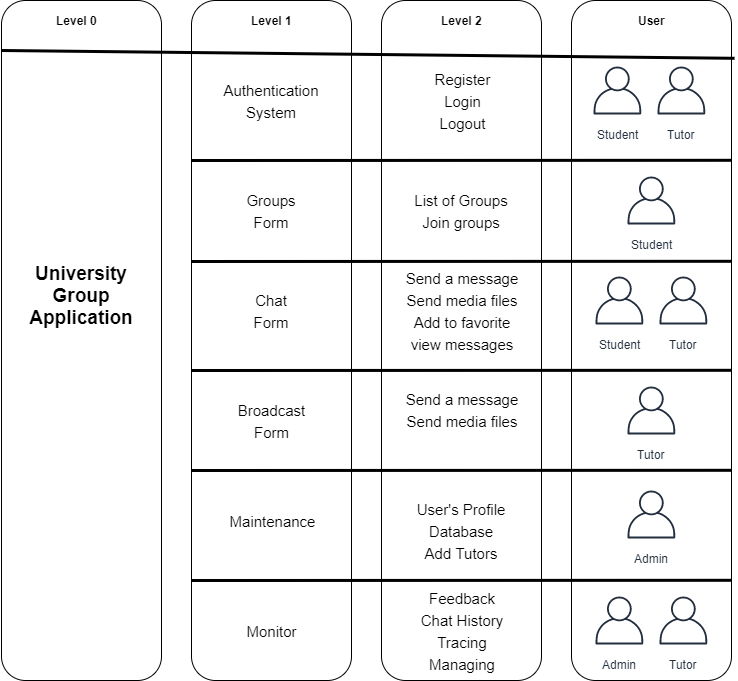 Level 0
Level 1
Level 2
User
University
Group
Application
Authentication
System
Register
Login
Logout
Student
Tutor
Groups
Form
List of Groups
Join groups
Student
Chat
Form
Send a message
Send media files
Add to favorite
view messages
Student
Tutor
Broadcast
Form
Send a message
Send media files
Tutor
Maintenance
User's Profile
Database
Add Tutors
Admin
Monitor
Feedback
Chat History
Tracing
Managing
Admin
Tutor